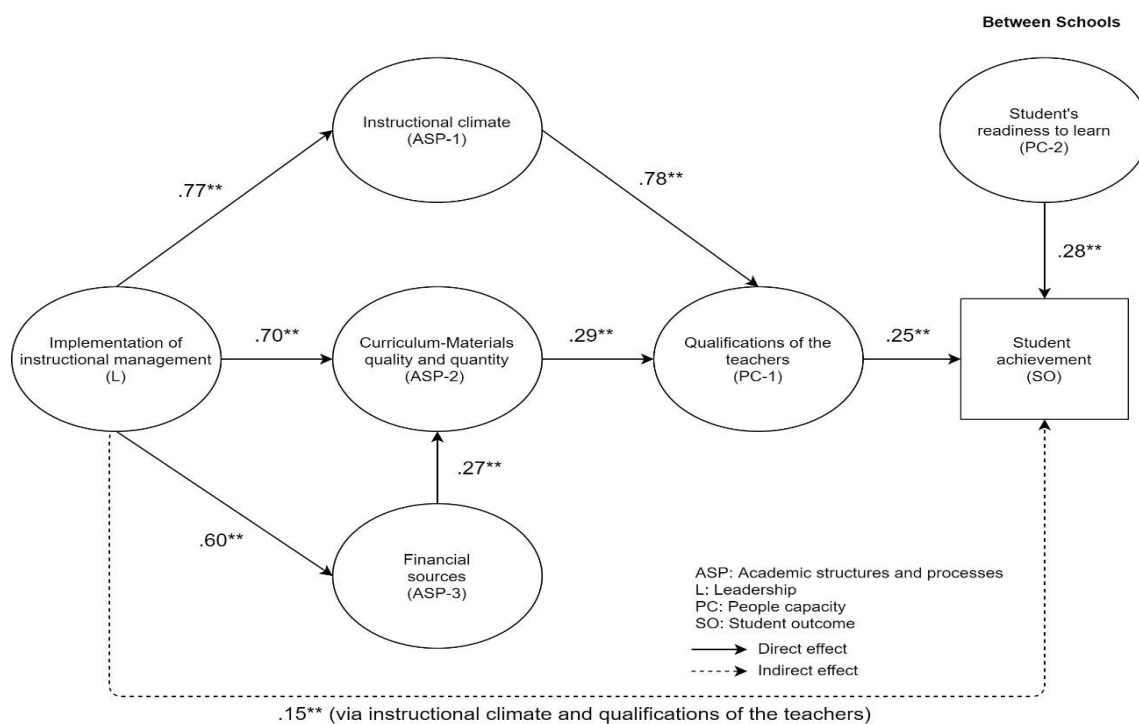 Between Schools
Instructional climate
(ASP-1)
Student's
readiness to learn
(PC-2)
.77**
.78**
.28**
Implementation of
instructional management
(L)
.70**
Curriculum-Materials
quality and quantity
(ASP-2)
.29**
Qualifications of the
teachers
(PC-1)
.25**
Student
achievement
(SO)
.27**
.60**
Financial
sources
(ASP-3)
ASP: Academic structures and processes
L: Leadership
PC: People capacity
SO: Student outcome
Direct effect
Indirect effect
.15** (via instructional climate and qualifications of the teachers)